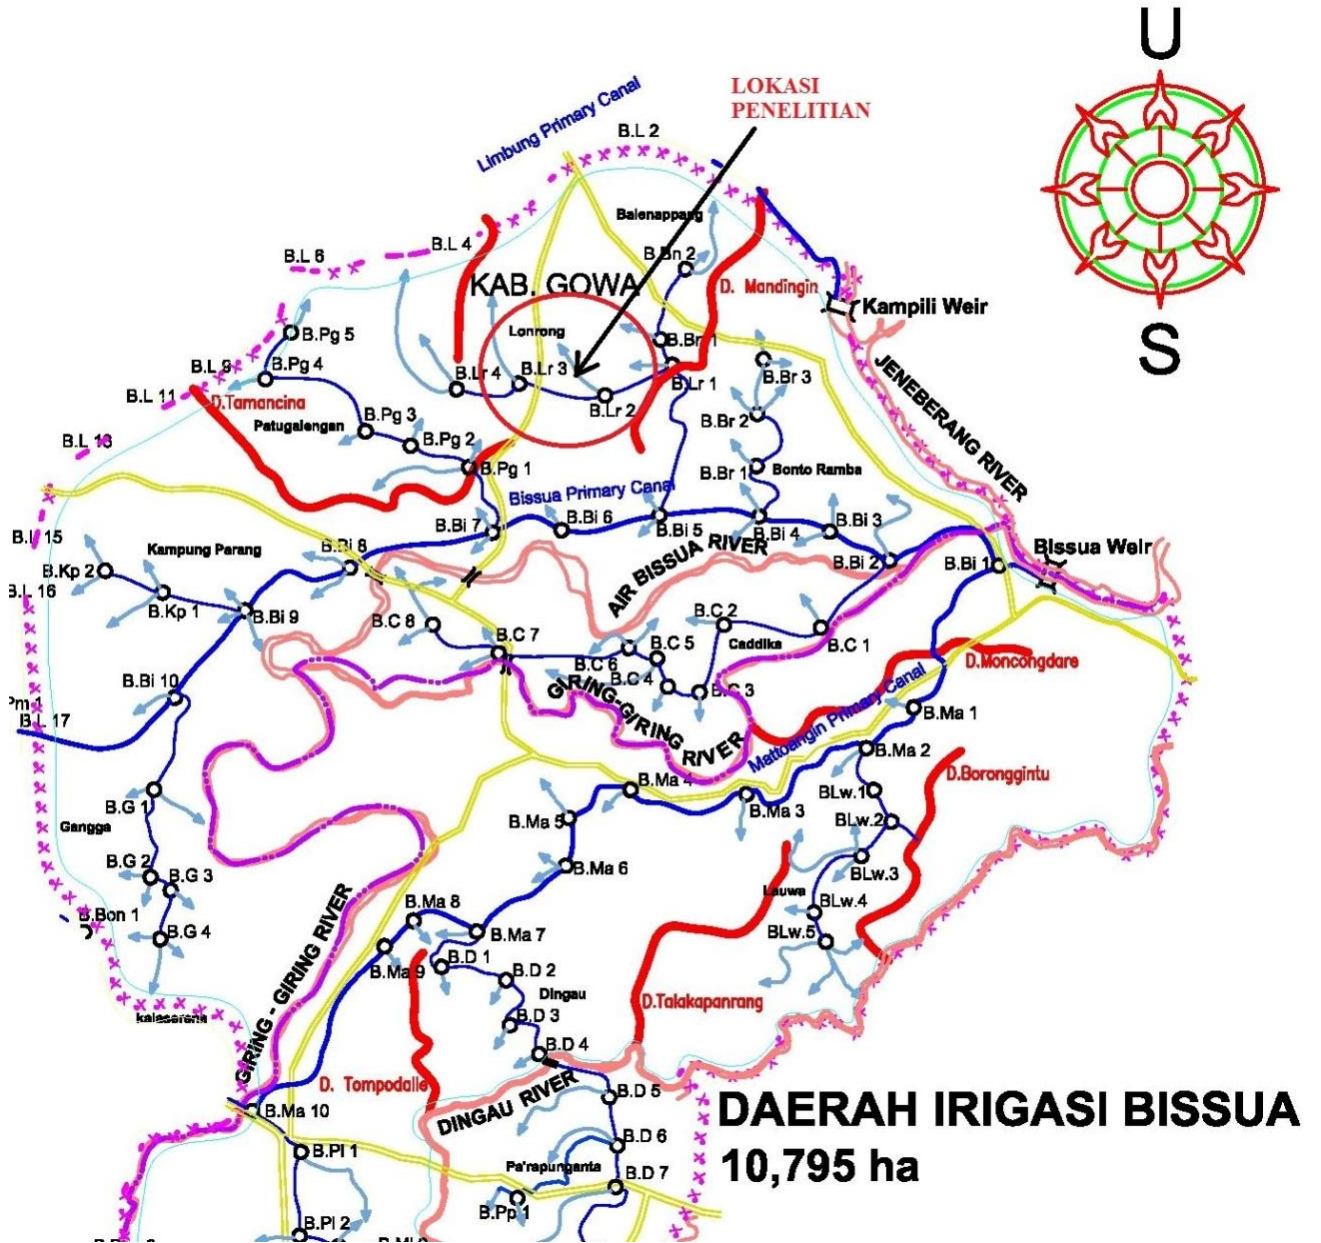 U
LOKASI
PENELITIAN
Limbung Primary Canal
B.L 2
Balenappang
B.L 4
B.Bn 2
B.L 6
KAB. GOWA
D. Mandingin
Kampili Weir
S
Lonrong
B.Pg 5
B.Bn 1
B.L 9
B.Pg 4
B.Lr 4
B.Lr 3
B.Lr 1
B.Br 3
JENEBERANG RIVER
B.L 11
D.Tamancina
B.Lr 2
B.Pg 3
Patugalengan
B.Br 2
B.L 13
B.Pg 2
B.Pg 1
B.Br 1
Bonto Ramba
Bissua Primary Canal
B.Bi 7
B.Bi 6
B.Bi 5
B.Bi 4
B.Bi 3
B.L 15
Kampung Parang
B.Bi 8
AIR BISSUA RIVER
Bissua Weir
B.Kp 2
B.Bi 2
B.Bi 1
B.L 16
B.Kp 1
B.Bi 9
B.C 8
B.C 2
B.C 7
B.C 5
Caddika
B.C 1
B.C 6
D.Moncongdare
B.Bi 10
B.C 4
B.C 3
GIRING-GIRING RIVER
Mattoangin Primary Canal
Pm 1
B.L 17
B.Ma 1
B.Ma 2
D.Boronggintu
B.Ma 4
BLw.1
B.G 1
B.Ma 3
Gangga
B.Ma 5
BLw.2
B.G 2
B.G 3
B.Ma 6
BLw.3
Lauwa
B.Bon 1
B.Ma 8
BLw.4
B.G 4
B.Ma 7
BLw.5
GIRING - GIRING RIVER
B.Ma 9
B.D 1
B.D 2
Dingau
D.Talakapanrang
B.D 3
B.D 4
D. Tompodalle
DINGAU RIVER
B.D 5
DAERAH IRIGASI BISSUA
B.Ma 10
B.D 6
B.Pl 1
Pa'rapunganta
B.D 7
10,795 ha
B.Pp 1
B.Pl 2